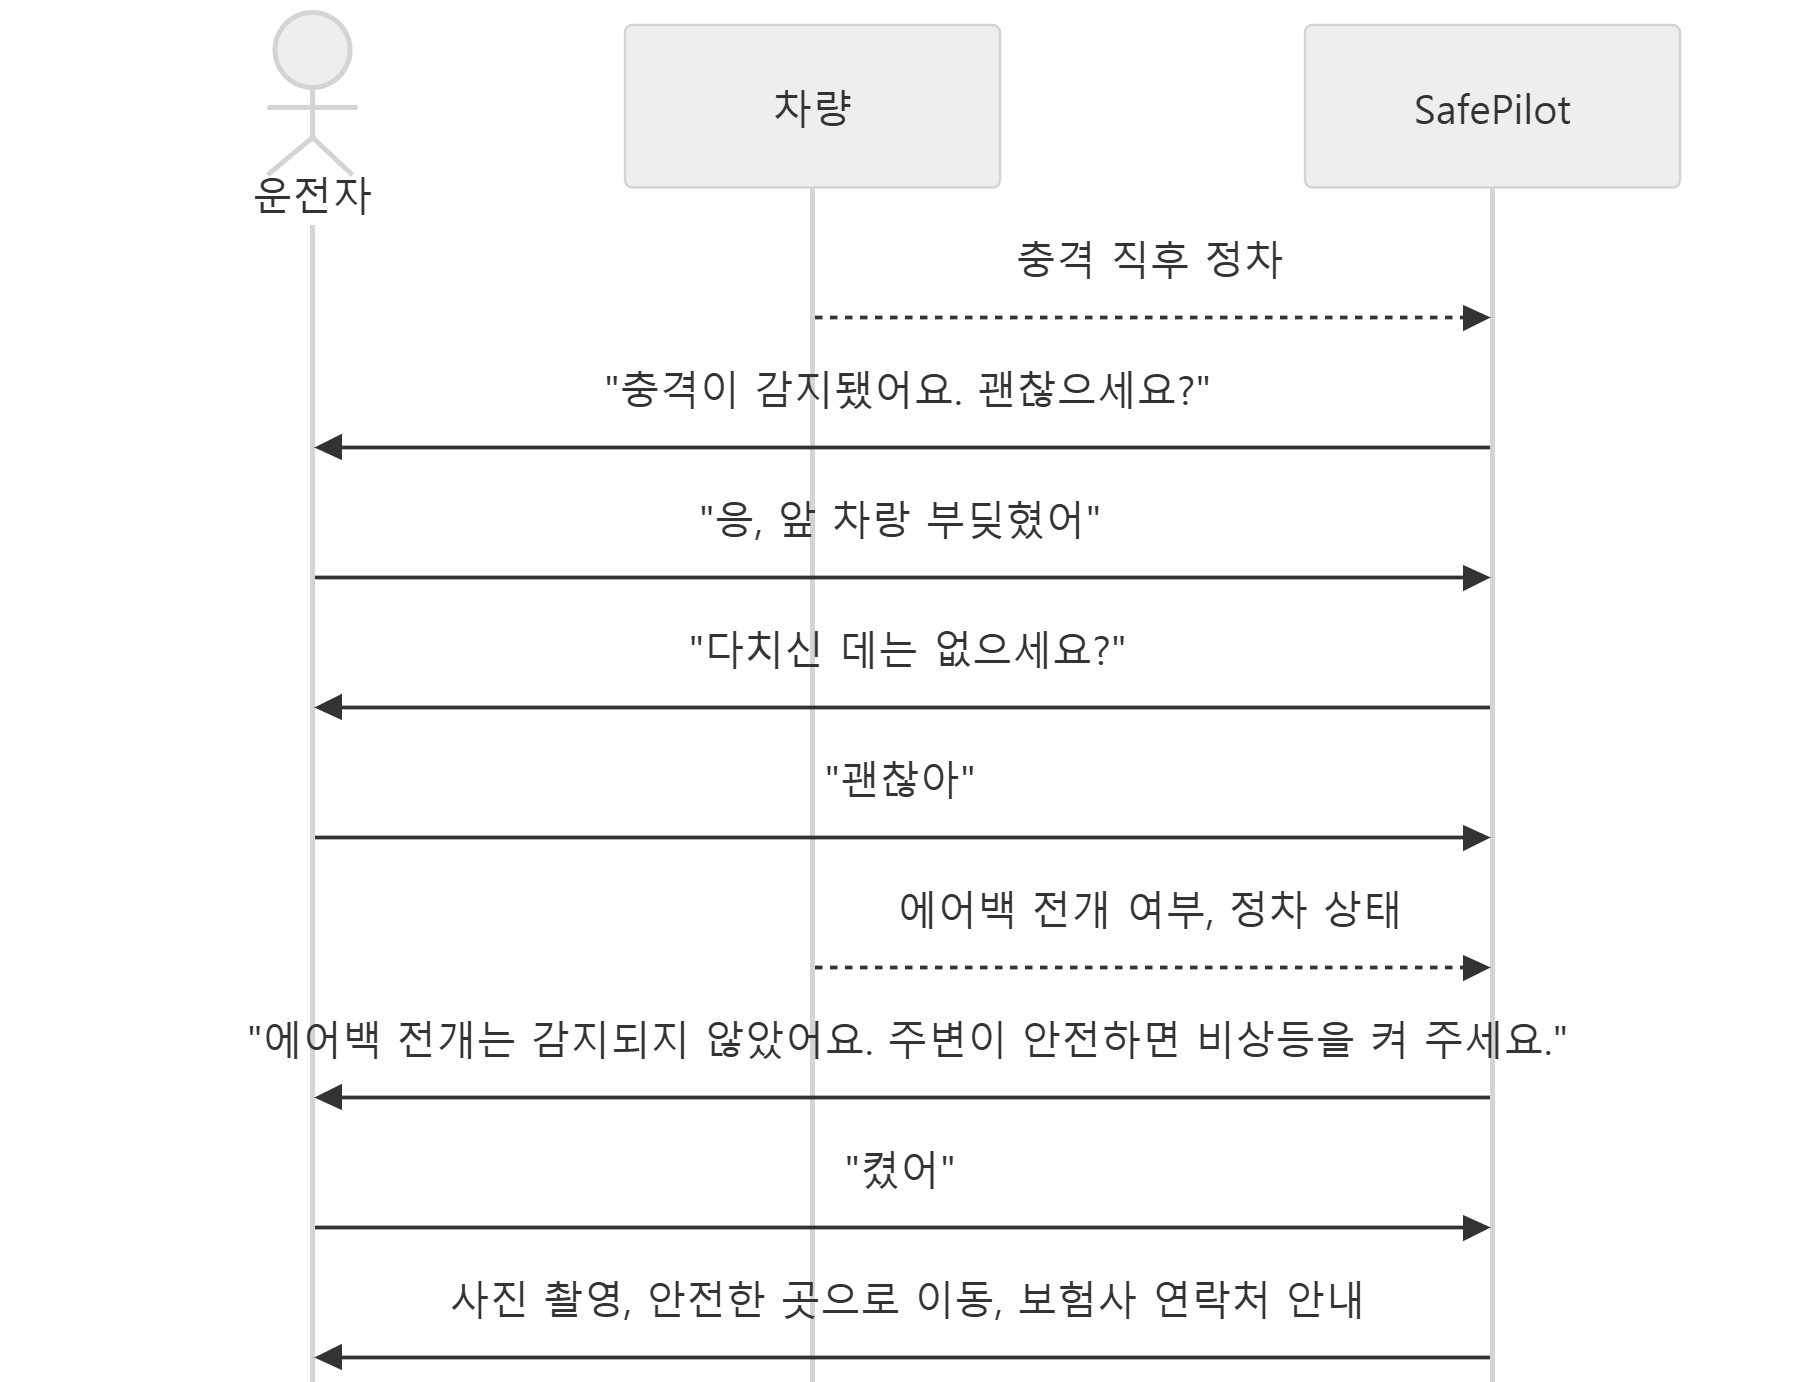 운전자
차량
SafePilot
충격 직후 정차
"충격이 감지됐어요. 괜찮으세요?"
"응, 앞 차랑 부딪혔어"
"다치신 데는 없으세요?"
"괜찮아"
에어백 전개 여부, 정차 상태
"에어백 전개는 감지되지 않았어요. 주변이 안전하면 비상등을 켜 주세요."
"켰어"
사진 촬영, 안전한 곳으로 이동, 보험사 연락처 안내